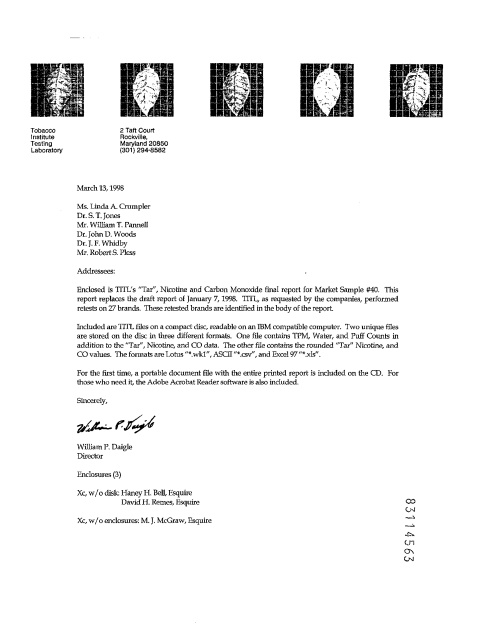 Tobacco
Institute
Testing
Laboratory
2 Taft Court
Rockville,
Maryland 20850
(301) 294-8582
March 13, 1998
Ms. Linda A. Crumpler
Dr. S. T. Jones
Mr. William T. Pannell
Dr. John D. Woods
Dr. J. F. Whidby
Mr. Robert S. Pless
Addressees:
Enclosed is TITL's "Tar", Nicotine and Carbon Monoxide final report for Market Sample #40. This
report replaces the draft report of January 7, 1998. TITL, as requested by the companies, performed
retests on 27 brands. These retested brands are identified in the body of the report.
Included are TITL files on a compact disc, readable on an IBM compatible computer. Two unique files
are stored on the disc in three different formats. One file contains TPM, Water, and Puff Counts in
addition to the "Tar", Nicotine, and CO data. The other file contains the rounded "Tar" Nicotine, and
CO values. The formats are Lotus "*.wk1", ASCII "*.csv", and Excel 97 "*.xls".
For the first time, a portable document file with the entire printed report is included on the CD. For
those who need it, the Adobe Acrobat Reader software is also included.
Sincerely,
William P. Daigle
William P. Daigle
Director
Enclosures (3)
Xc, w/o disk: Haney H. Bell, Esquire
David H. Remes, Esquire
Xc, w/o enclosures: M. J. McGraw, Esquire
83114563